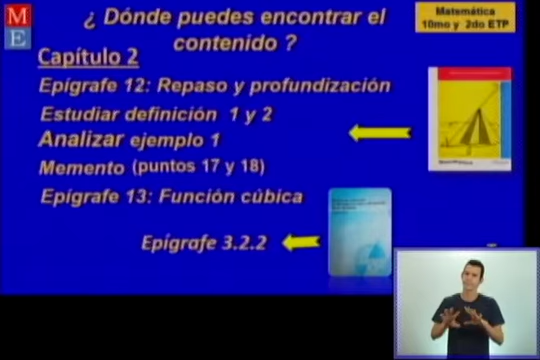 M
E
¿ Dónde puedes encontrar el
contenido ?
Matemática
10mo y 2do ETP
Capítulo 2
Epígrafe 12: Repaso y profundización
Estudiar definición 1 y 2
Analizar ejemplo 1
Memento (puntos 17 y 18)
Epígrafe 13: Función cúbica
Epígrafe 3.2.2